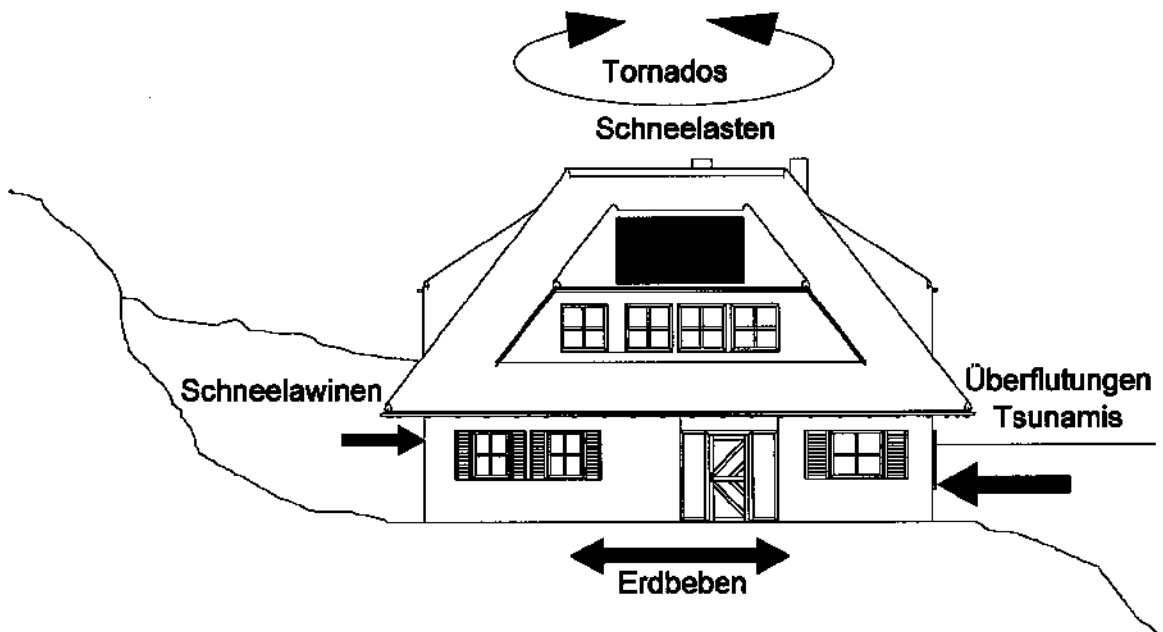 Tornados
Schneelasten
Schneelawinen
Überflutungen
Tsunamis
Erdbeben